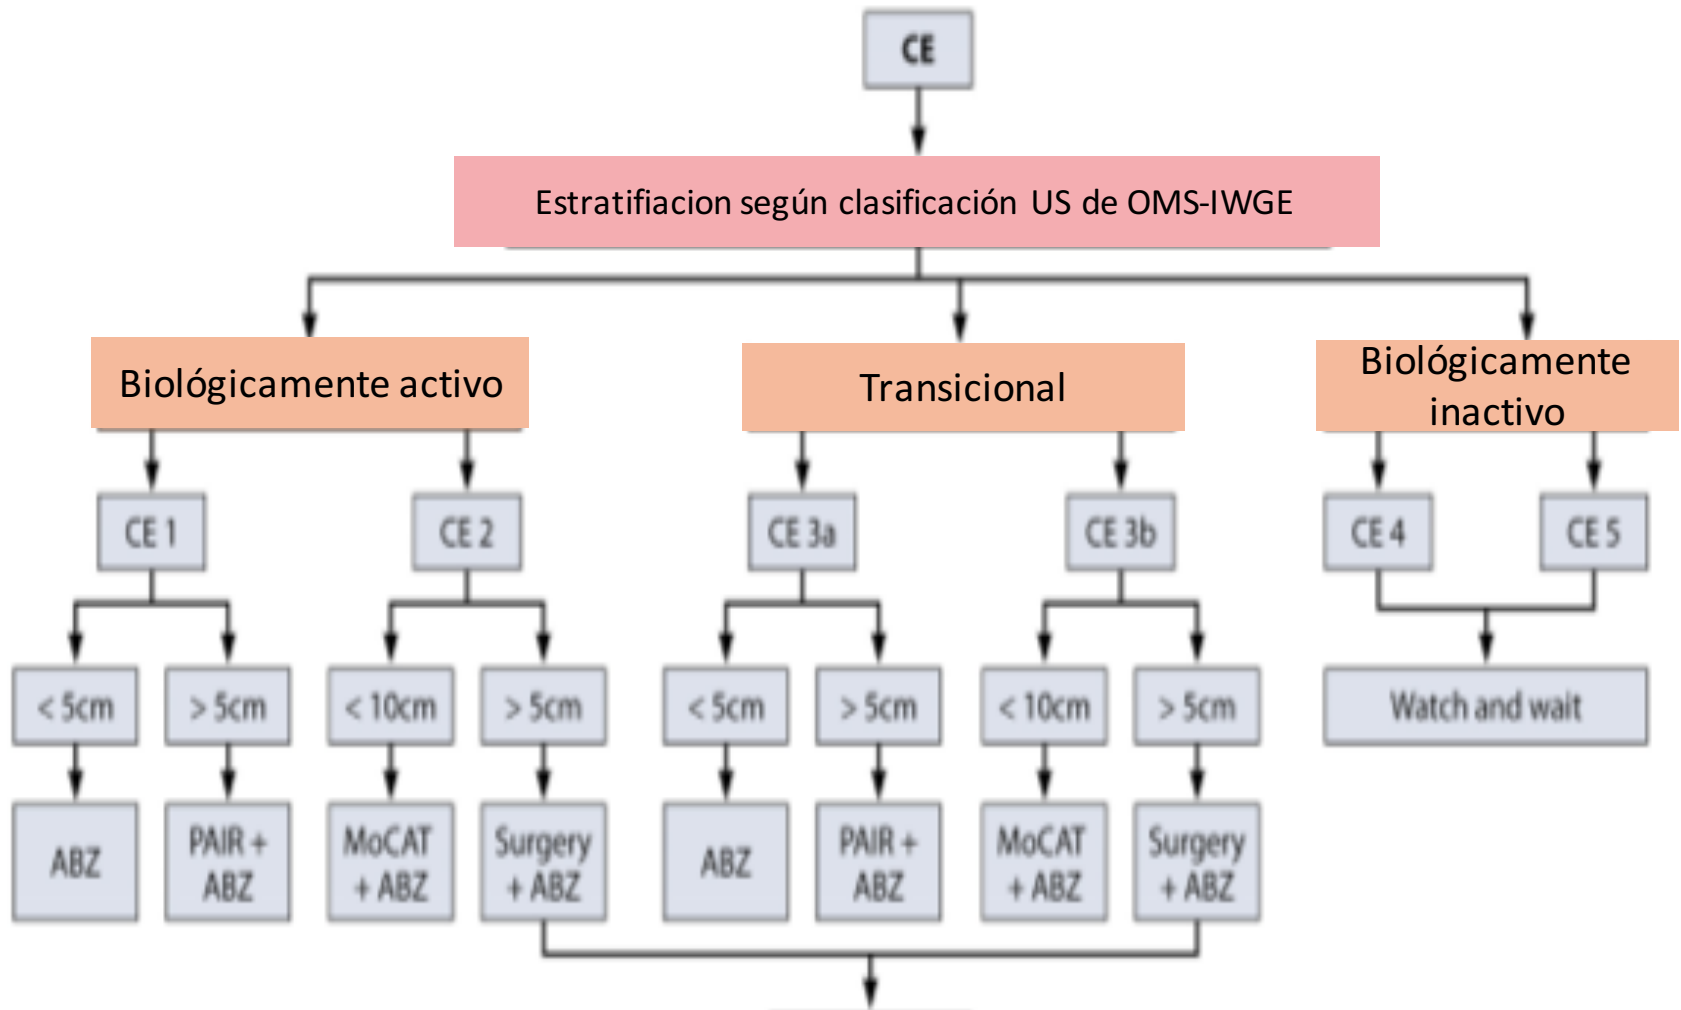 CE
Estratifiacion según clasificación US de OMS-IWGE
Biológicamente activo
Transicional
Biológicamente
inactivo
CE 1
CE 2
CE 3a
CE 3b
CE 4
CE 5
< 5cm
> 5cm
< 10cm
> 5cm
< 5cm
> 5cm
< 10cm
> 5cm
Watch and wait
ABZ
PAIR +
ABZ
MoCAT
+ ABZ
Surgery
+ ABZ
ABZ
PAIR +
ABZ
MoCAT
+ ABZ
Surgery
+ ABZ